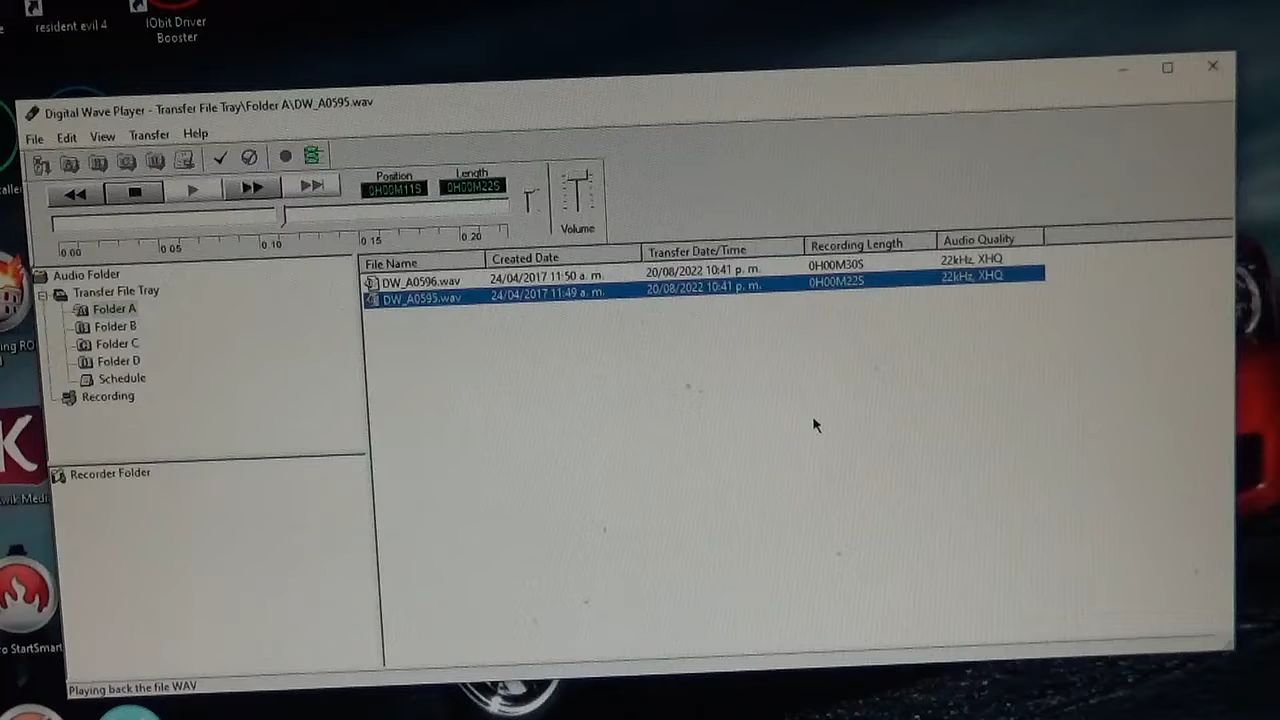 resident evil 4
IObit Driver
Booster
Digital Wave Player - Transfer File Tray\Folder A\DW_A0595.wav
File Edit View Transfer Help
Position Length
0H00M11S 0H00M22S
Volume
0.00 0.05 0.10 0.15 0.20
Audio Folder
Transfer File Tray
Folder A
Folder B
Folder C
Folder D
Schedule
Recording
File Name Created Date Transfer Date/Time Recording Length Audio Quality
DW_A0596.wav 24/04/2017 11:50 a. m. 20/08/2022 10:41 p. m. 0H00M30S 22kHz, XHQ
DW_A0595.wav 24/04/2017 11:49 a. m. 20/08/2022 10:41 p. m. 0H00M22S 22kHz, XHQ
Recorder Folder
Playing back the file WAV
K
StartSmart